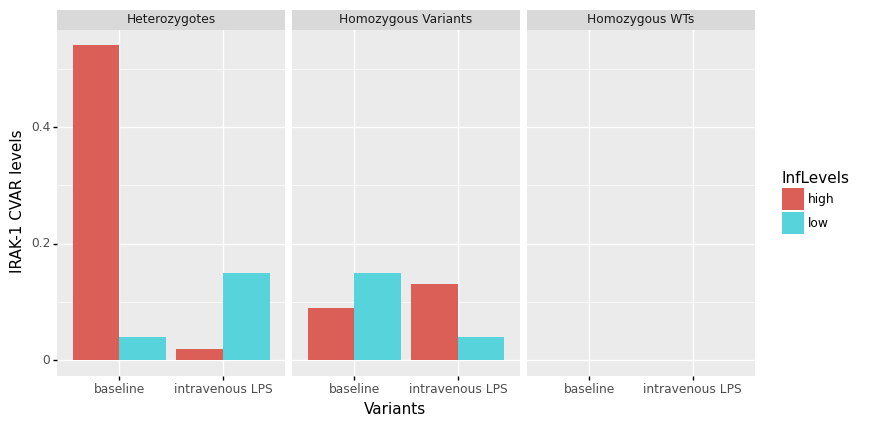 Heterozygotes
Homozygous Variants
Homozygous WTs
IRAK-1 CVAR levels
0.4
0.2
0
baseline
intravenous LPS
baseline
intravenous LPS
baseline
intravenous LPS
Variants
InfLevels
high
low